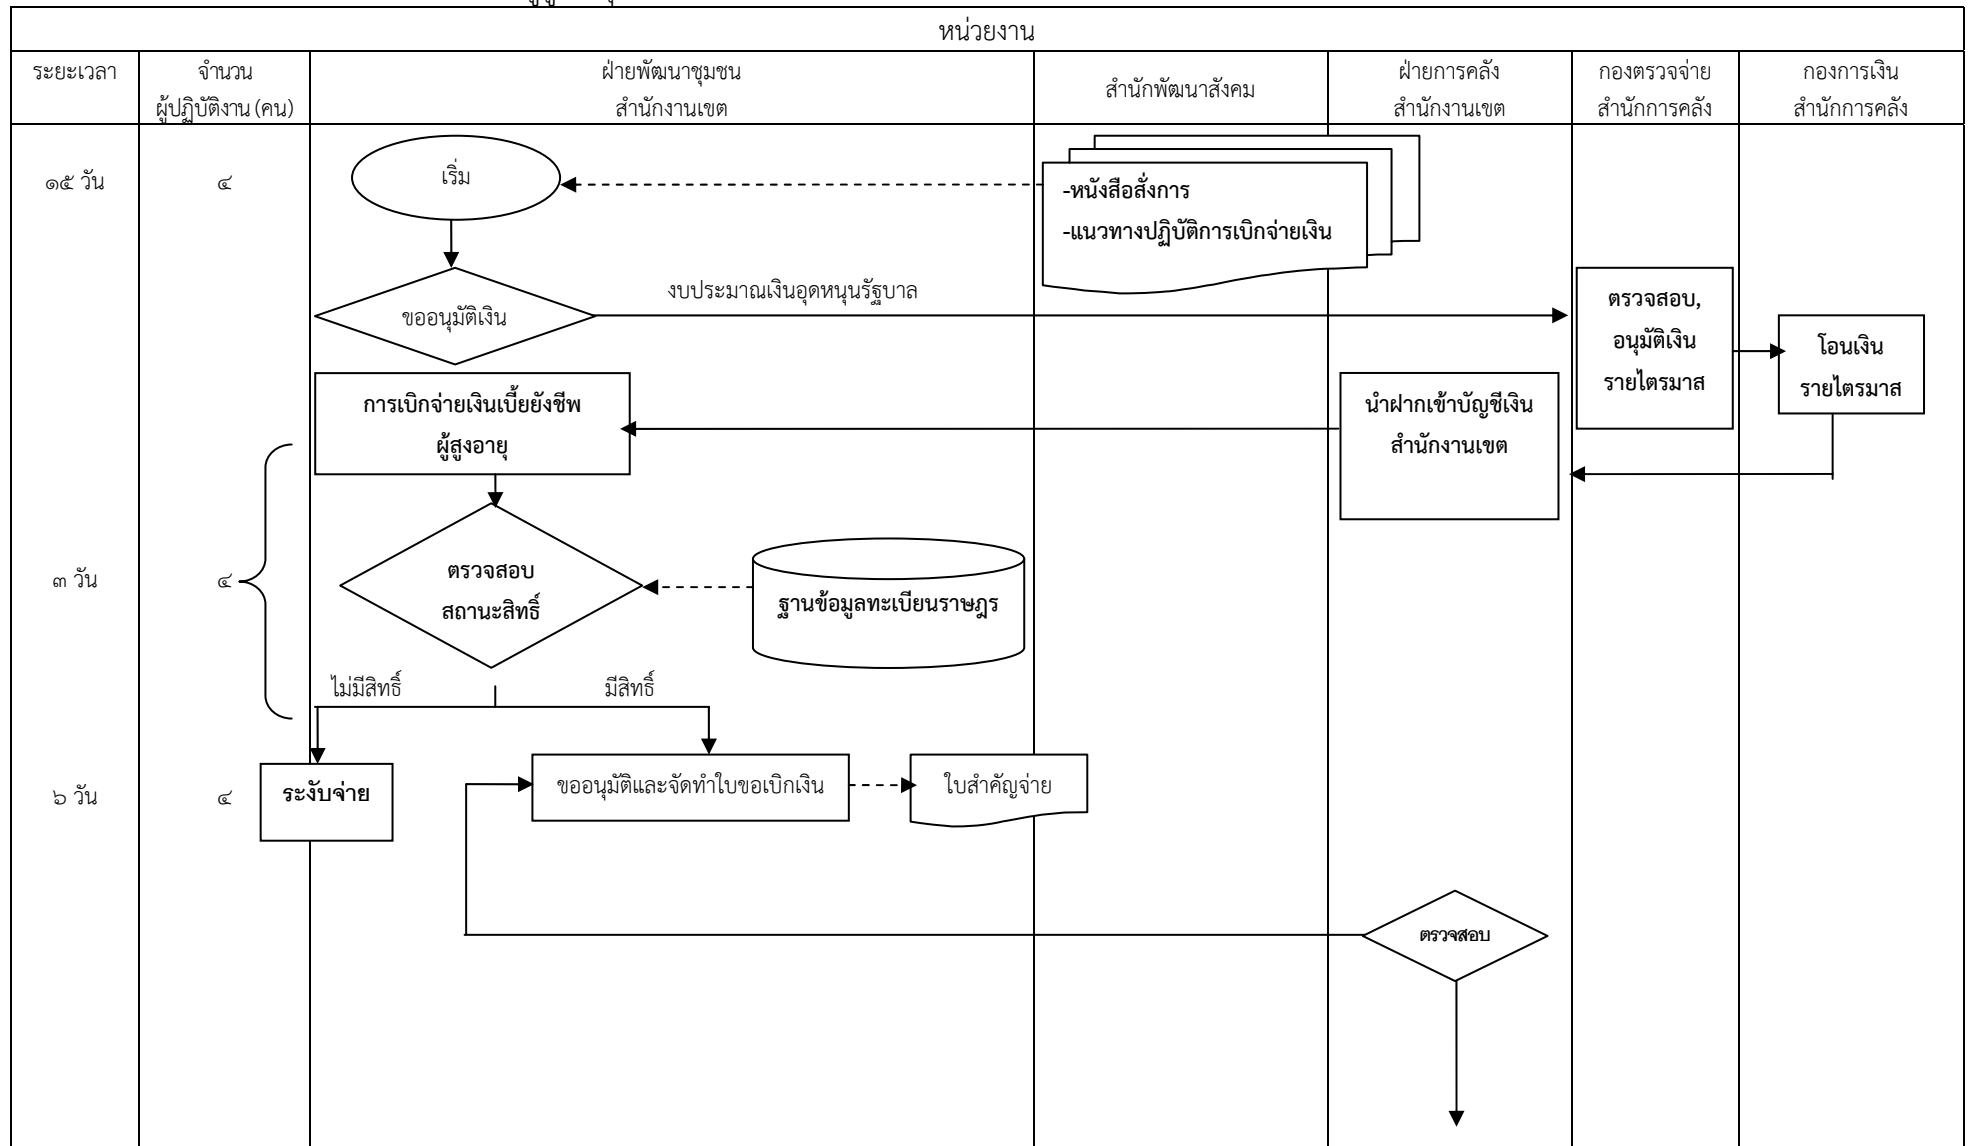 หน่วยงาน
ระยะเวลา
จำนวน
ผู้ปฏิบัติงาน (คน)
ฝ่ายพัฒนาชุมชน
สำนักงานเขต
สำนักพัฒนาสังคม
ฝ่ายการคลัง
สำนักงานเขต
กองตรวจจ่าย
สำนักการคลัง
กองการเงิน
สำนักการคลัง
๑๕ วัน
๔
เริ่ม
-หนังสือสั่งการ
-แนวทางปฏิบัติการเบิกจ่ายเงิน
ขออนุมัติเงิน
งบประมาณเงินอุดหนุนรัฐบาล
ตรวจสอบ,
อนุมัติเงิน
รายไตรมาส
โอนเงิน
รายไตรมาส
การเบิกจ่ายเงินเบี้ยยังชีพ
ผู้สูงอายุ
นำฝากเข้าบัญชีเงิน
สำนักงานเขต
๓ วัน
๔
ตรวจสอบ
สถานะสิทธิ์
ฐานข้อมูลทะเบียนราษฎร
ไม่มีสิทธิ์
มีสิทธิ์
๖ วัน
๔
ระงับจ่าย
ขออนุมัติและจัดทำใบขอเบิกเงิน
ใบสำคัญจ่าย
ตรวจสอบ